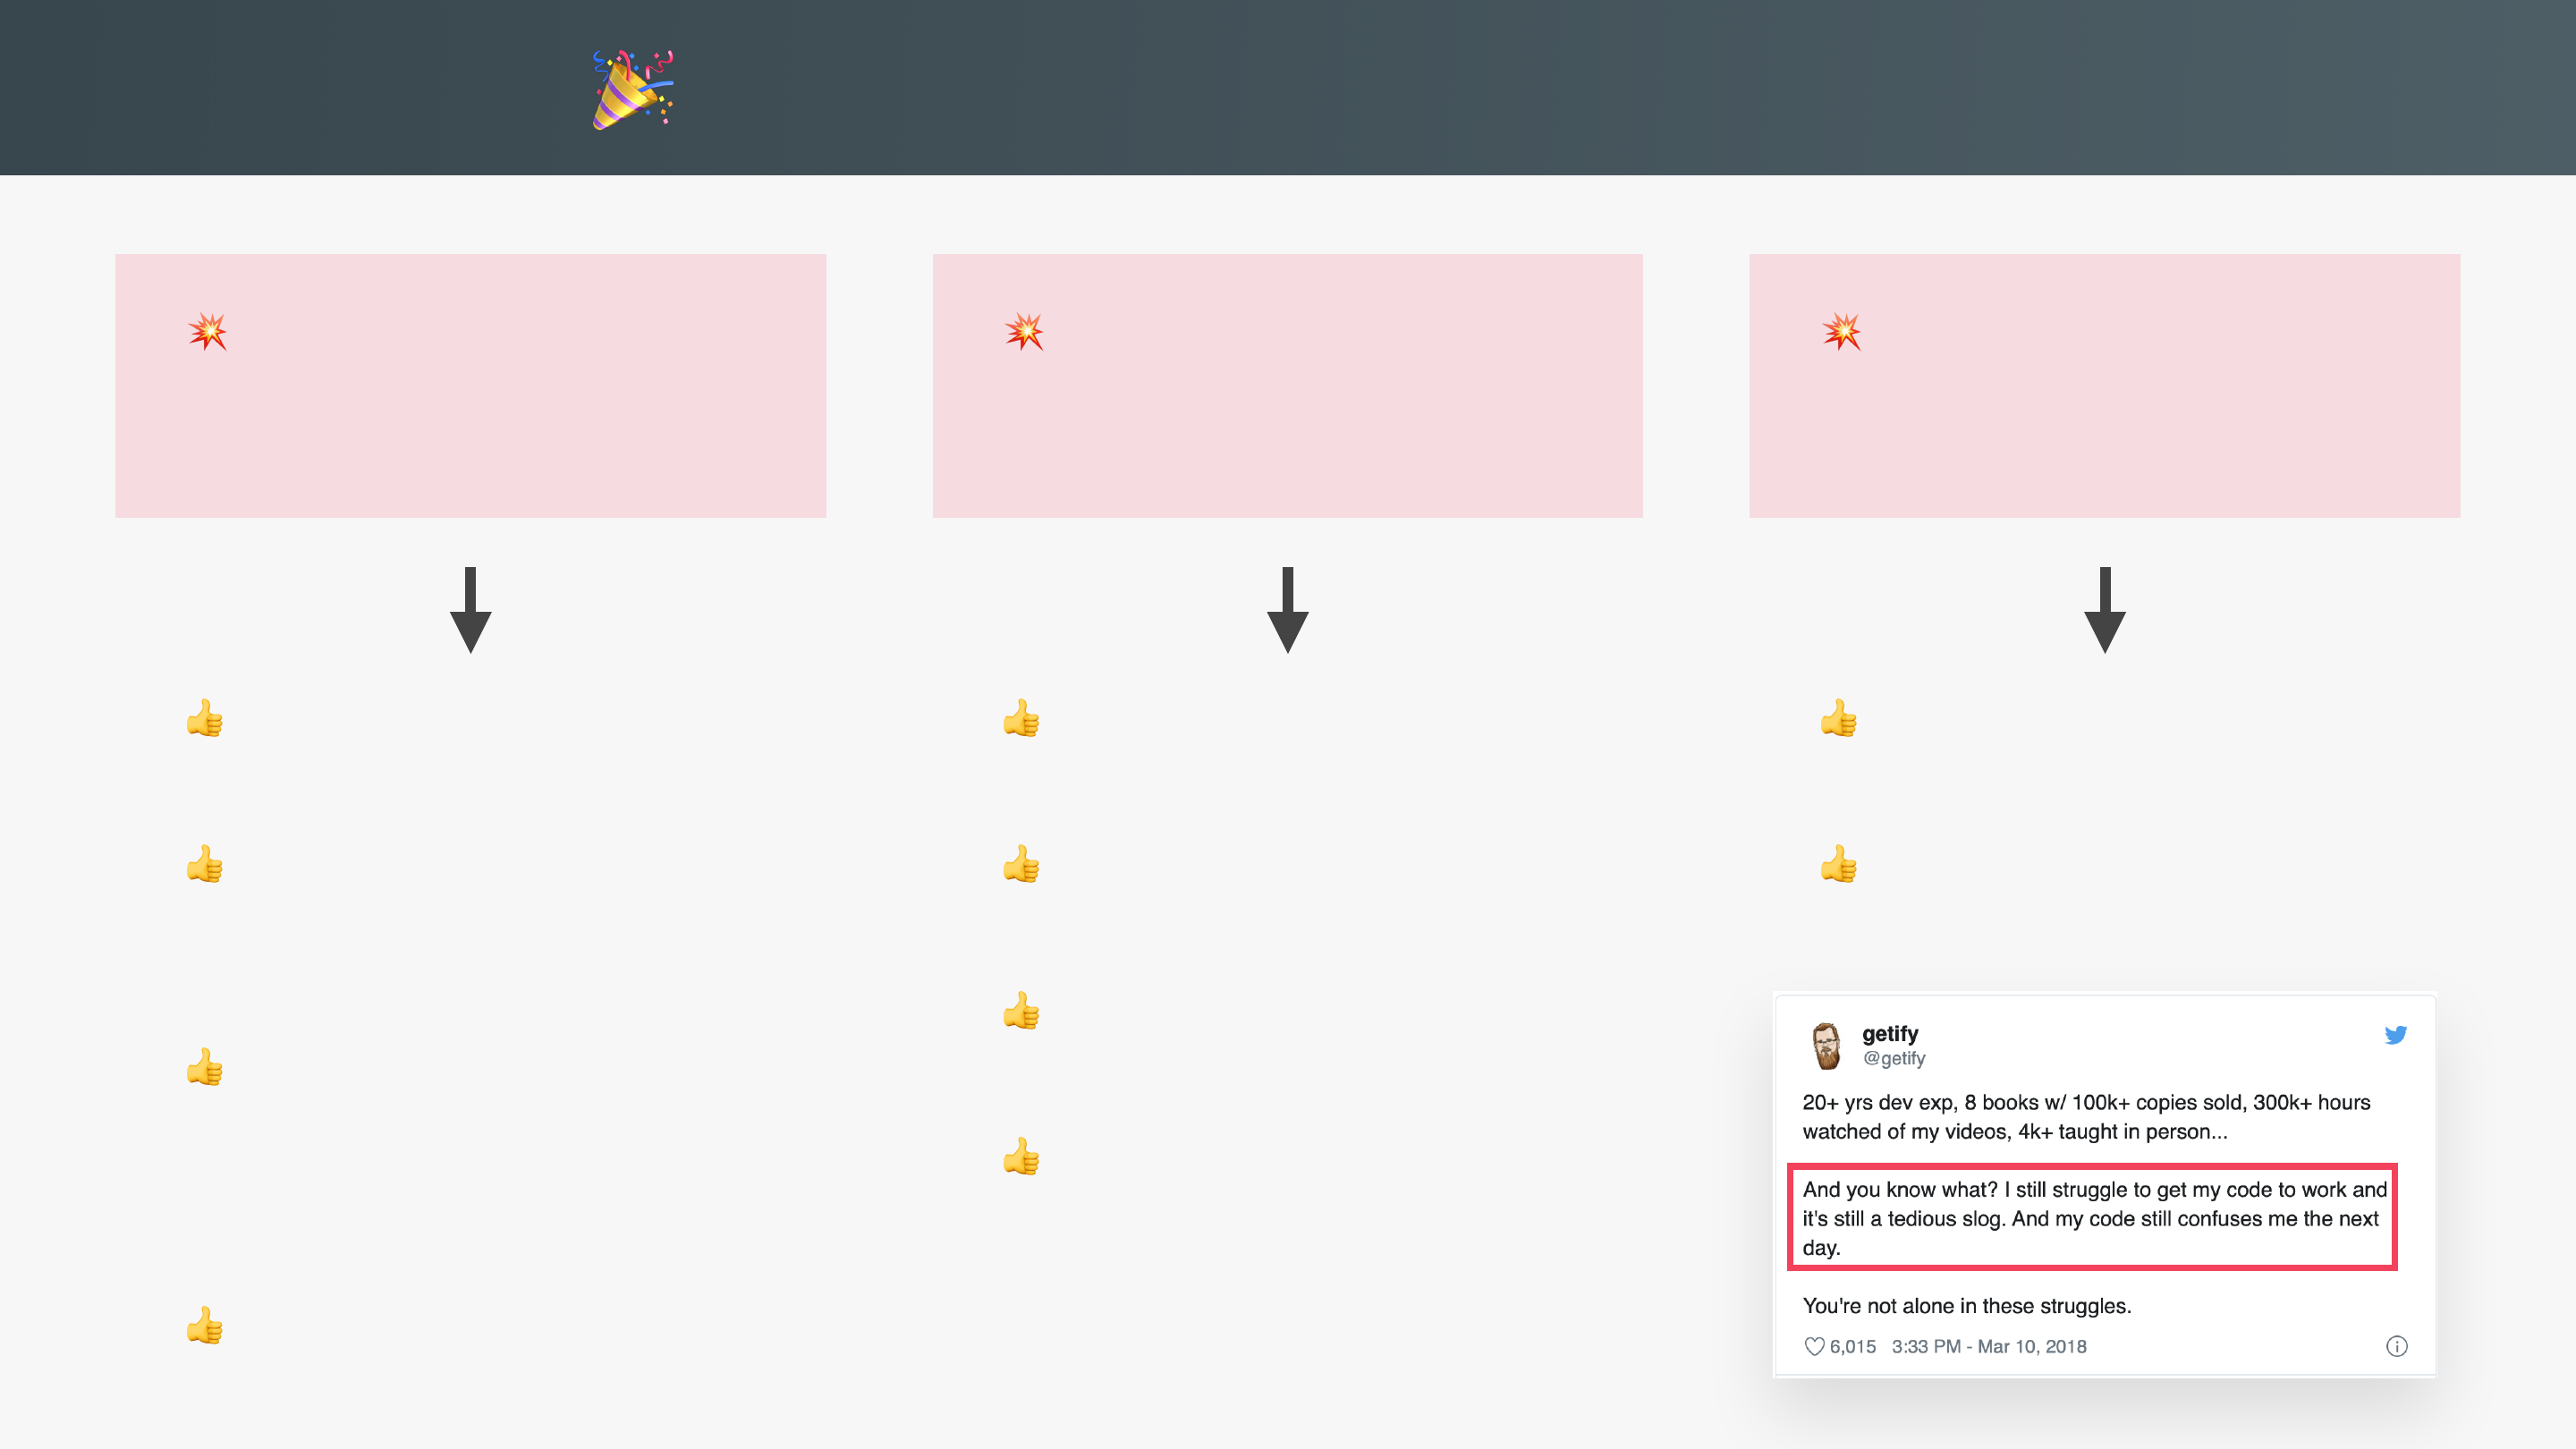 getify
@getify
20+ yrs dev exp, 8 books w/ 100k+ copies sold, 300k+ hours
watched of my videos, 4k+ taught in person...
And you know what? I still struggle to get my code to work and
it's still a tedious slog. And my code still confuses me the next
day.
You're not alone in these struggles.
6,015 3:33 PM - Mar 10, 2018